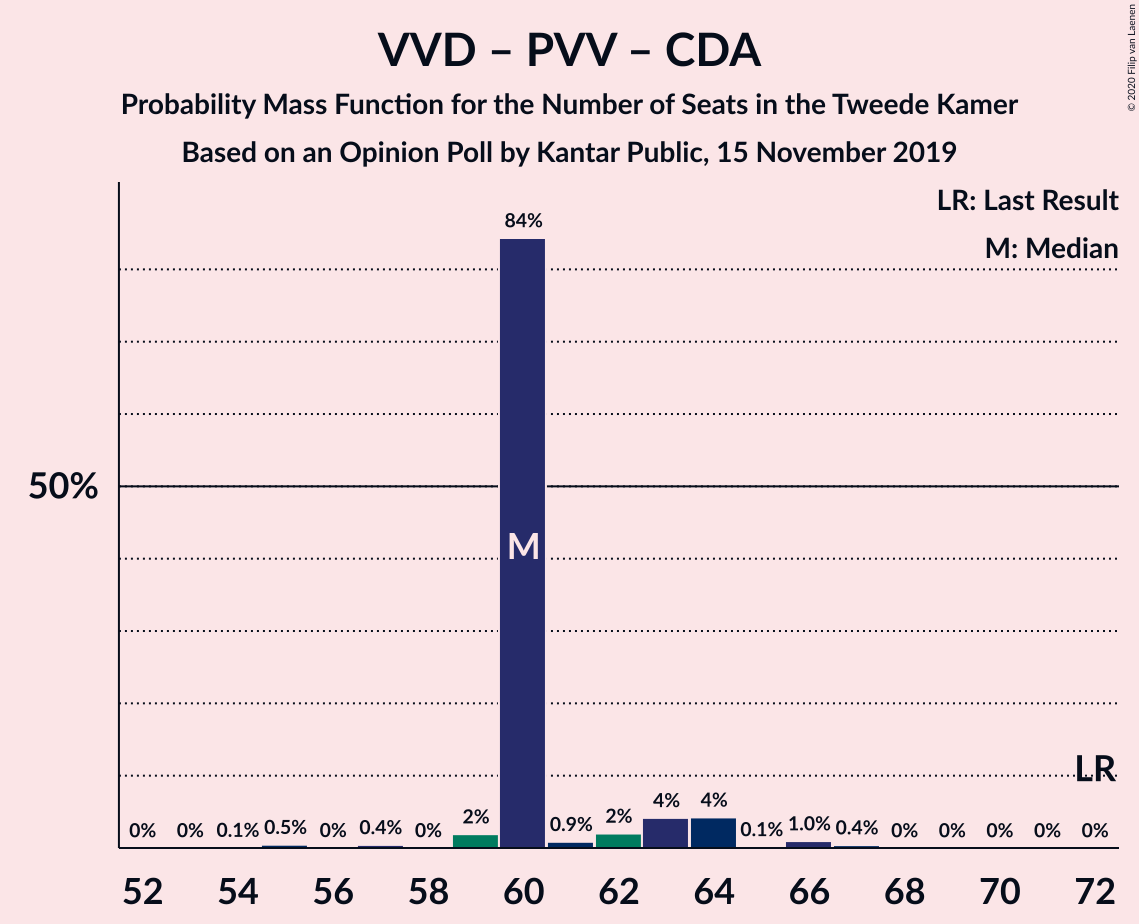 VVD – PVV – CDA
Probability Mass Function for the Number of Seats in the Tweede Kamer
Based on an Opinion Poll by Kantar Public, 15 November 2019
© 2020 Filip van Laenen
LR: Last Result
M: Median
84%
50%
M
LR
0% 0% 0.1% 0.5% 0% 0.4% 0% 2% 0.9% 2% 4% 4% 0.1% 1.0% 0.4% 0% 0% 0% 0% 0%
52 54 56 58 60 62 64 66 68 70 72